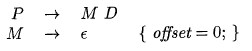 P → M D
M → ϵ { offset = 0; }